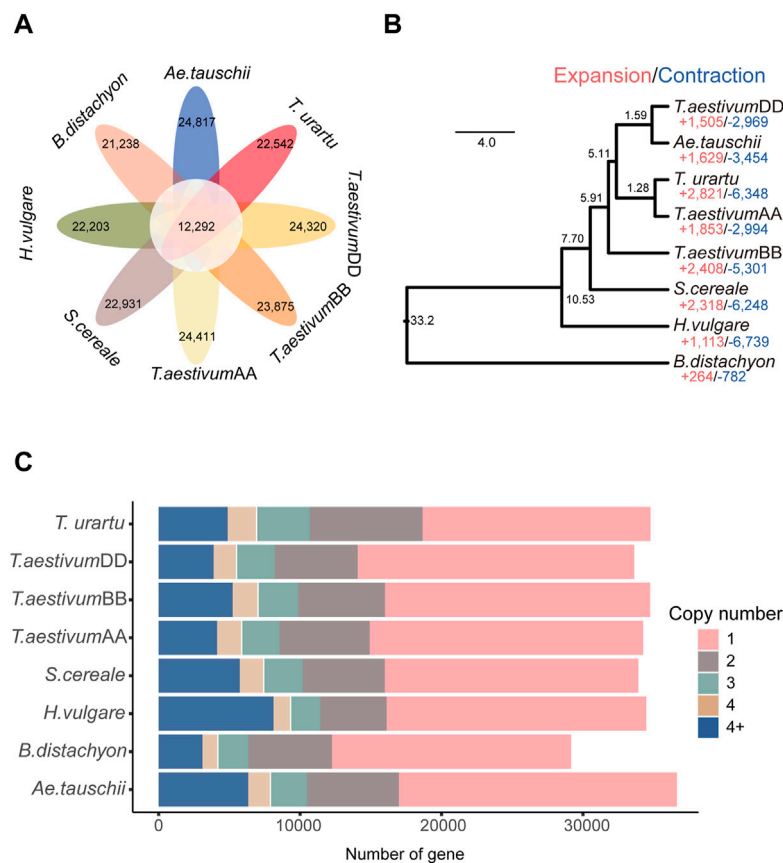 A
Ae.tauschii
B.distachyon
T. urartu
24,817
21,238
22,542
H.vulgare
22,203
12,292
24,320
T.aestivumDD
22,931
23,875
S.cereale
24,411
T.aestivumBB
T.aestivumAA
B
Expansion/Contraction
4.0
T.aestivumDD
+1,505/-2,969
1.59
Ae.tauschii
+1,629/-3,454
5.11
T. urartu
+2,821/-6,348
1.28
5.91
T.aestivumAA
+1,853/-2,994
7.70
T.aestivumBB
+2,408/-5,301
S.cereale
+2,318/-6,248
10.53
33.2
H.vulgare
+1,113/-6,739
B.distachyon
+264/-782
C
T. urartu
T.aestivumDD
T.aestivumBB
T.aestivumAA
S.cereale
H.vulgare
B.distachyon
Ae.tauschii
0 10000 20000 30000
Number of gene
Copy number
1
2
3
4
4+